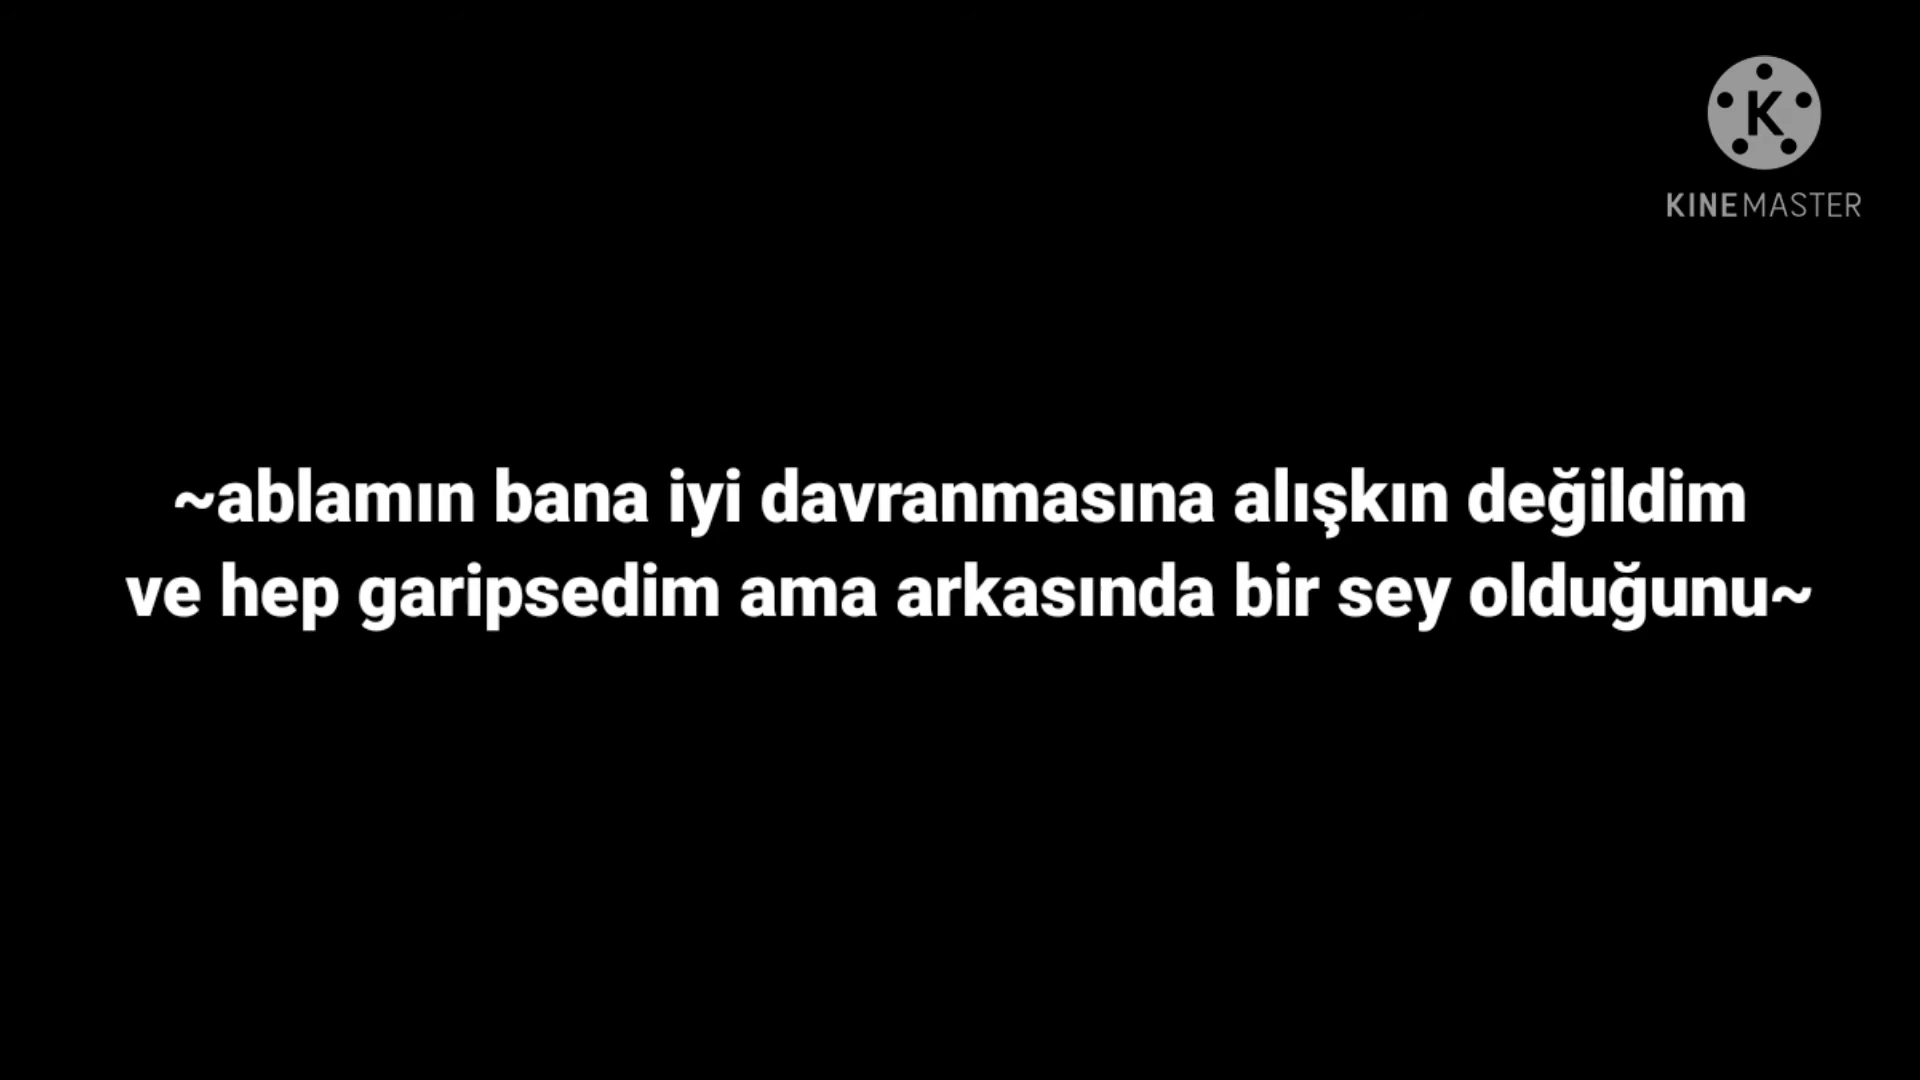 K
KINEMASTER
~ablamın bana iyi davranmasına alışkın değildim
ve hep garipsedim ama arkasında bir sey olduğunu~